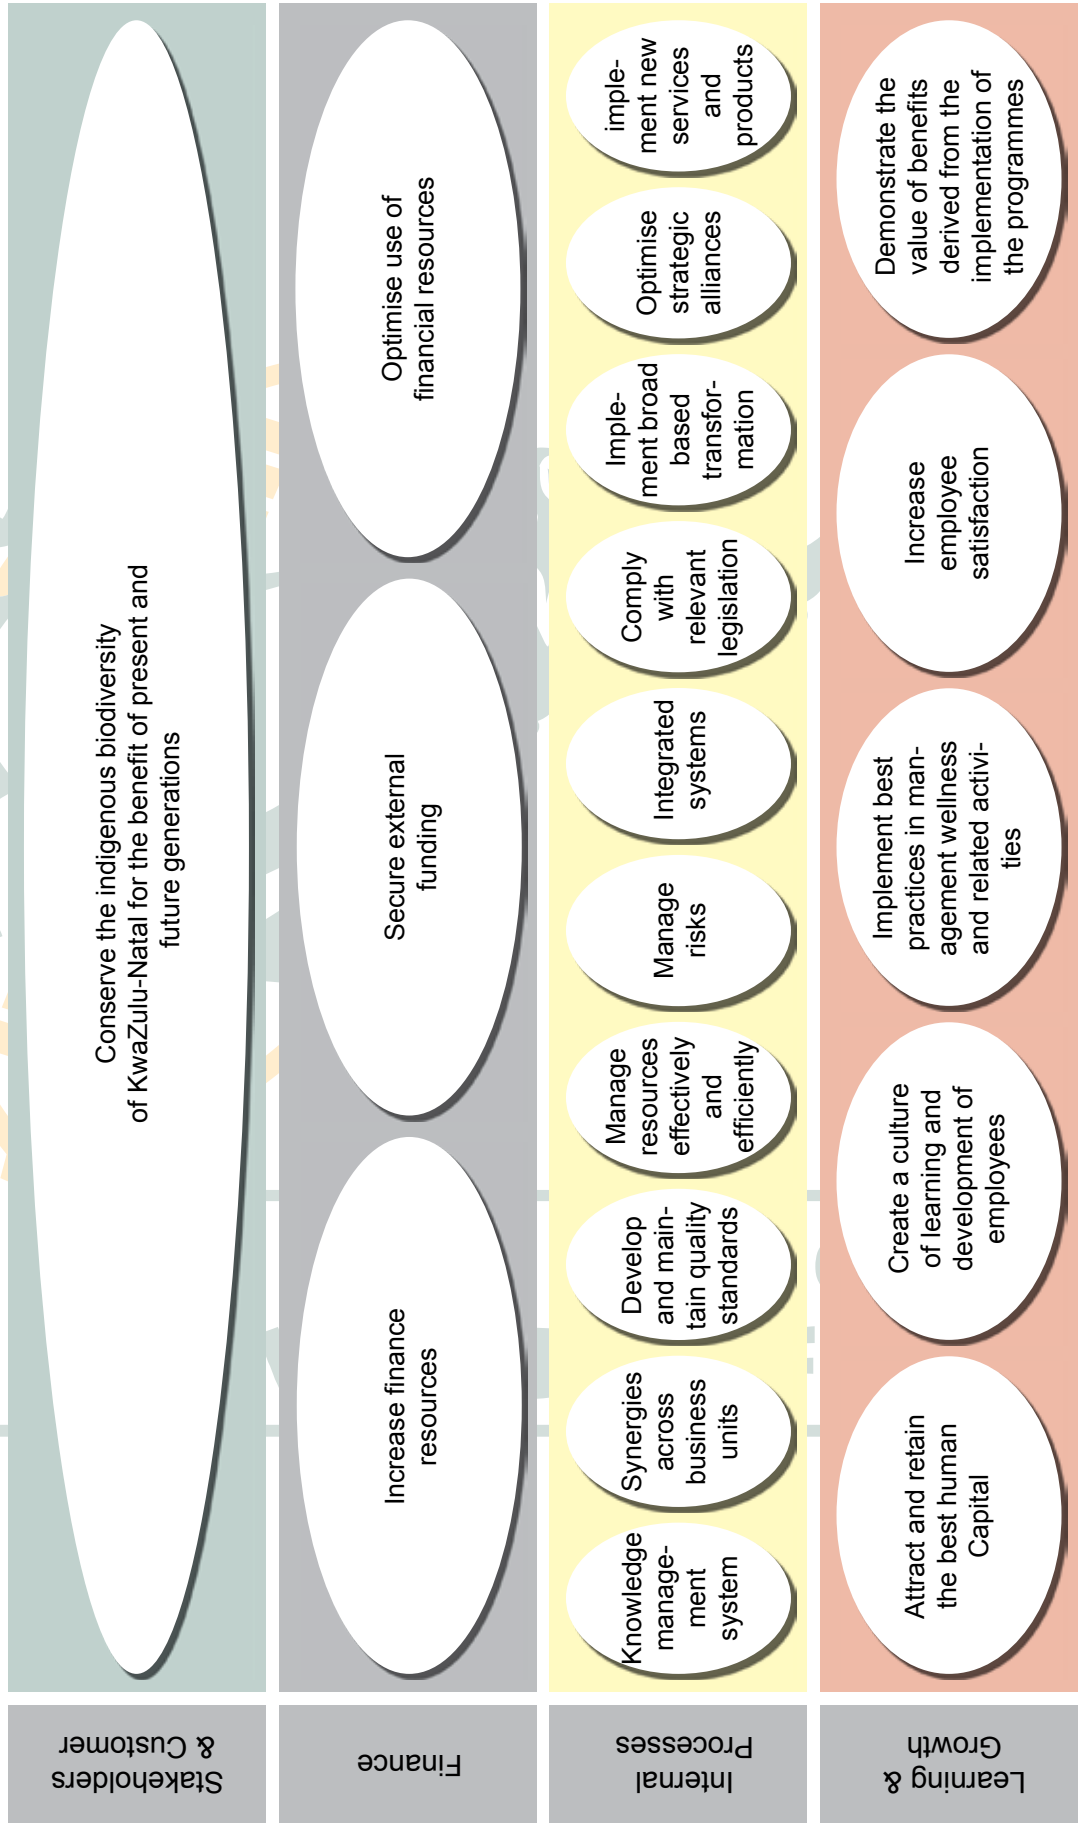 Stakeholders
& Customer
Conserve the indigenous biodiversity
of KwaZulu-Natal for the benefit of present and
future generations
Finance
Increase finance
resources
Secure external
funding
Optimise use of
financial resources
Internal
Processes
Knowledge
manage-
ment
system
Synergies
across
business
units
Develop
and main-
tain quality
standards
Manage
resources
effectively
and
efficiently
Manage
risks
Integrated
systems
Comply
with
relevant
legislation
Imple-
ment broad
based
transfor-
mation
Optimise
strategic
alliances
imple-
ment new
services
and
products
Learning &
Growth
Attract and retain
the best human
Capital
Create a culture
of learning and
development of
employees
Implement best
practices in man-
agement wellness
and related activi-
ties
Increase
employee
satisfaction
Demonstrate the
value of benefits
derived from the
implementation of
the programmes